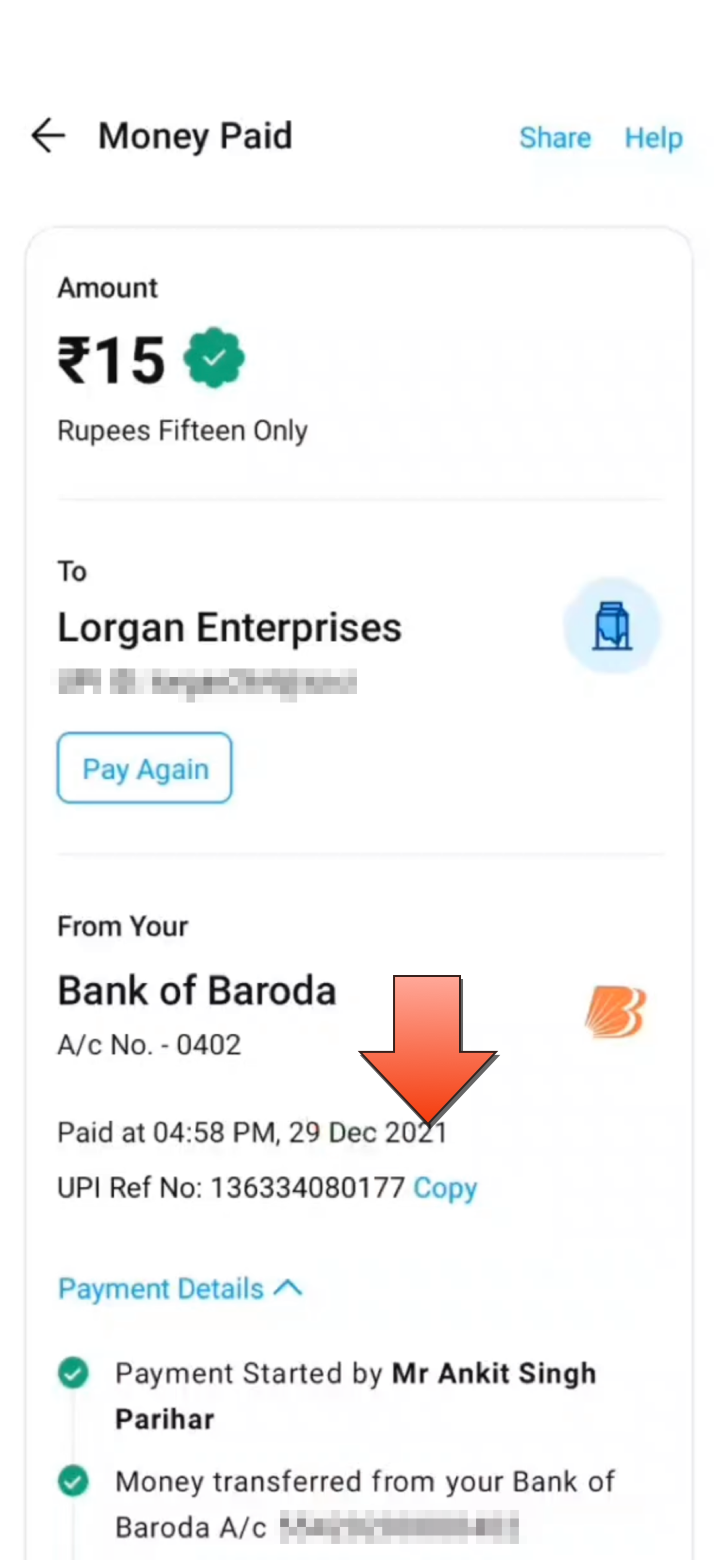 Money Paid
Share
Help
Amount
₹15
Rupees Fifteen Only
To
Lorgan Enterprises
Pay Again
From Your
Bank of Baroda
A/c No. - 0402
Paid at 04:58 PM, 29 Dec 2021
UPI Ref No: 136334080177 Copy
Payment Details
Payment Started by Mr Ankit Singh
Parihar
Money transferred from your Bank of
Baroda A/c